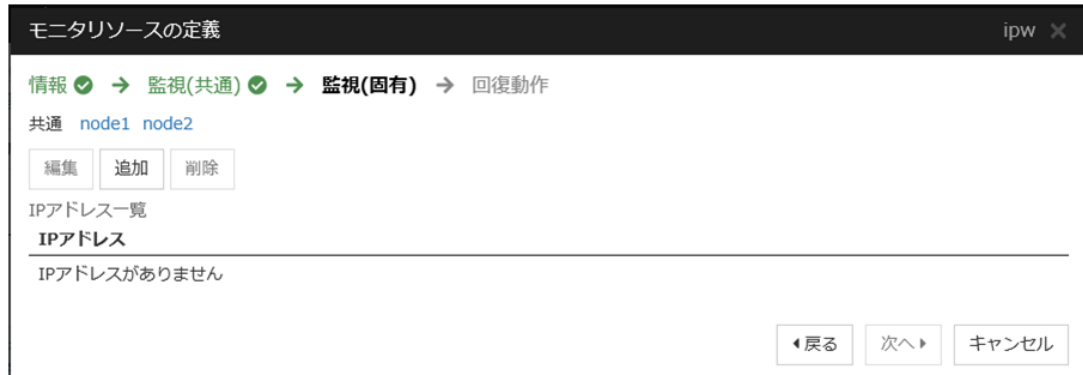 モニタリソースの定義 ipw ×
情報 → 監視(共通) → 監視(固有) → 回復動作
共通 node1 node2
編集 追加 削除
IPアドレス一覧
IPアドレス
IPアドレスがありません
戻る 次へ キャンセル